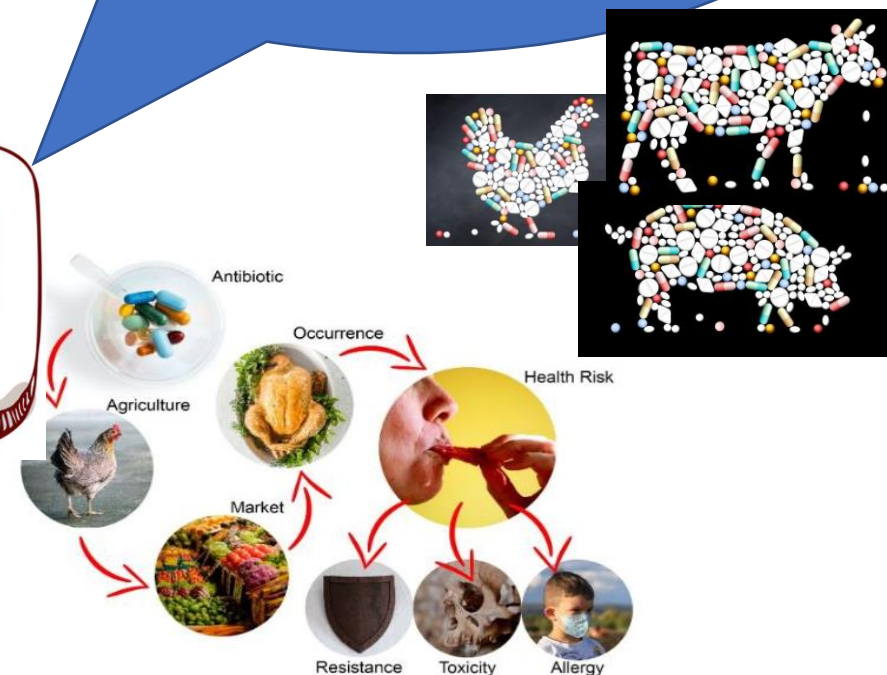 Antibiotic
Occurrence
Health Risk
Agriculture
Market
Resistance
Toxicity
Allergy